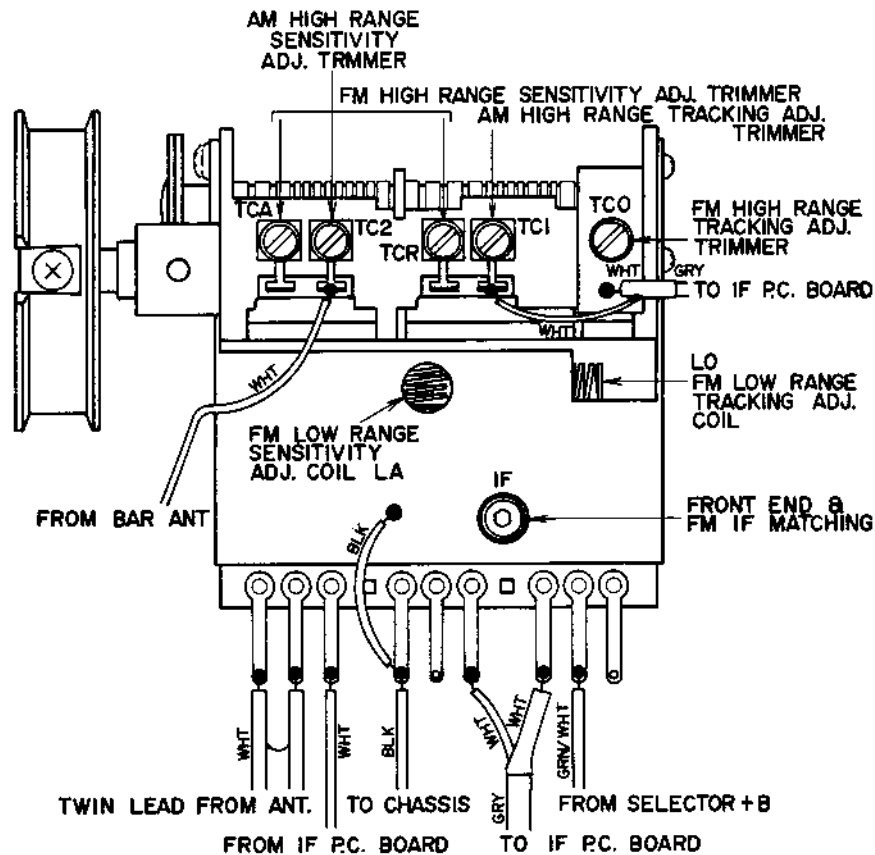 AM HIGH RANGE
SENSITIVITY
ADJ. TRMMER
FM HIGH RANGE SENSITIVITY ADJ. TRIMMER
AM HIGH RANGE TRACKING ADJ.
TRIMMER
TCA
TC2
TCR
TC1
TCO
FM HIGH RANGE
TRACKING ADJ.
TRIMMER
WHT
GRY
TO IF P.C. BOARD
WHT
WHT
LO
FM LOW RANGE
TRACKING ADJ.
COIL
FM LOW RANGE
SENSITIVITY
ADJ. COIL LA
FROM BAR ANT
IF
FRONT END &
FM IF MATCHING
BLK
WHT
WHT
BLK
WHT
WHT
GRN/WHT
TWIN LEAD FROM ANT.
TO CHASSIS
GRY
FROM SELECTOR +B
FROM IF P.C. BOARD
TO IF P.C. BOARD